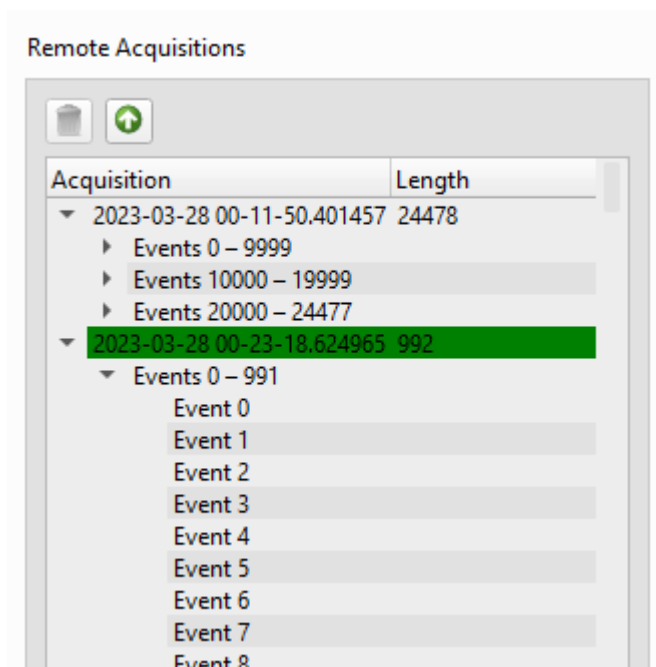 Remote Acquisitions
Acquisition Length
2023-03-28 00-11-50.401457 24478
Events 0 – 9999
Events 10000 – 19999
Events 20000 – 24477
2023-03-28 00-23-18.624965 992
Events 0 – 991
Event 0
Event 1
Event 2
Event 3
Event 4
Event 5
Event 6
Event 7
Event 8